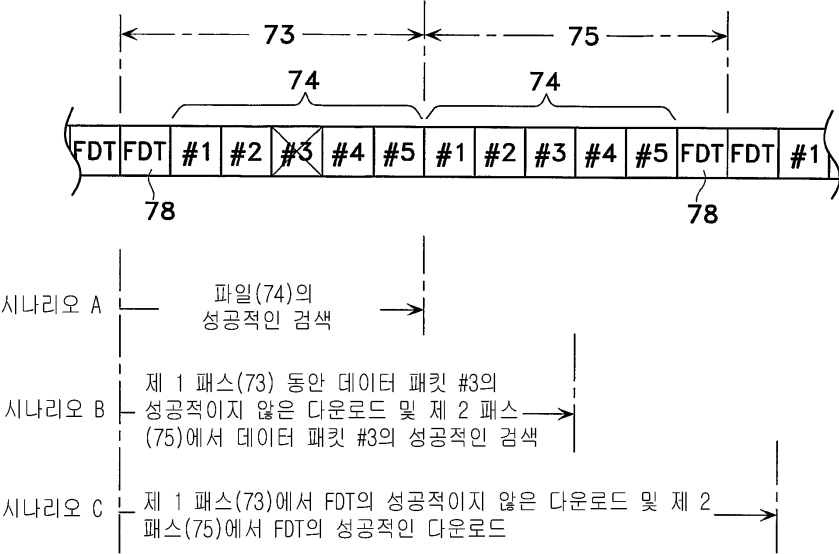 73 75
74 74
FDT FDT #1 #2 #3 #4 #5 #1 #2 #3 #4 #5 FDT FDT #1
78 78
시나리오 A
파일(74)의
성공적인 검색
시나리오 B
제 1 패스(73) 동안 데이터 패킷 #3의
성공적이지 않은 다운로드 및 제 2 패스
(75)에서 데이터 패킷 #3의 성공적인 검색
시나리오 C
제 1 패스(73)에서 FDT의 성공적이지 않은 다운로드 및 제 2
패스(75)에서 FDT의 성공적인 다운로드